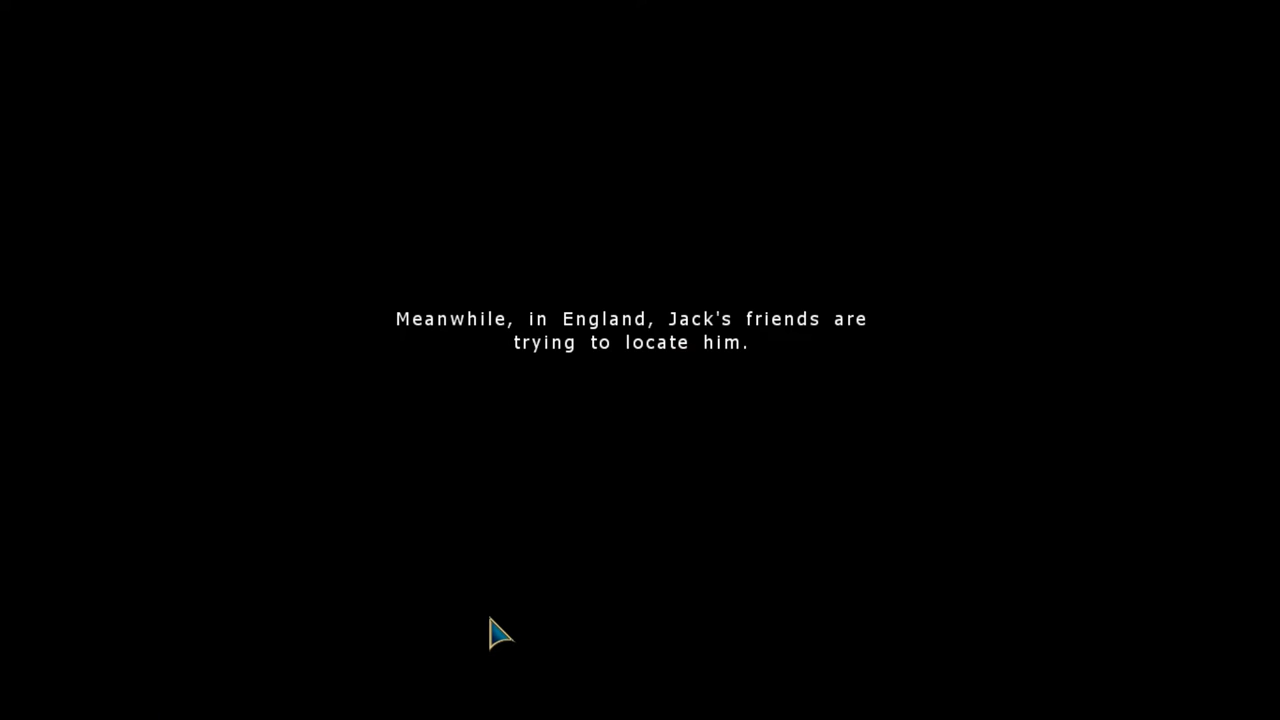 Meanwhile, in England, Jack's friends are
trying to locate him.